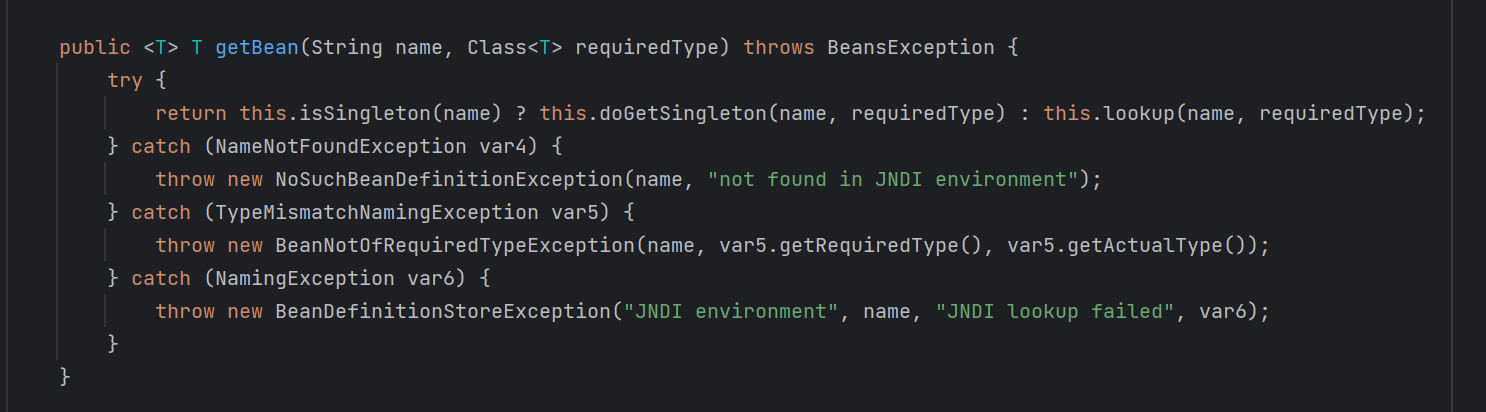 public <T> T getBean(String name, Class<T> requiredType) throws BeansException {
    try {
        return this.isSingleton(name) ? this.doGetSingleton(name, requiredType) : this.lookup(name, requiredType);
    } catch (NameNotFoundException var4) {
        throw new NoSuchBeanDefinitionException(name, "not found in JNDI environment");
    } catch (TypeMismatchNamingException var5) {
        throw new BeanNotOfRequiredTypeException(name, var5.getRequiredType(), var5.getActualType());
    } catch (NamingException var6) {
        throw new BeanDefinitionStoreException("JNDI environment", name, "JNDI lookup failed", var6);
    }
}